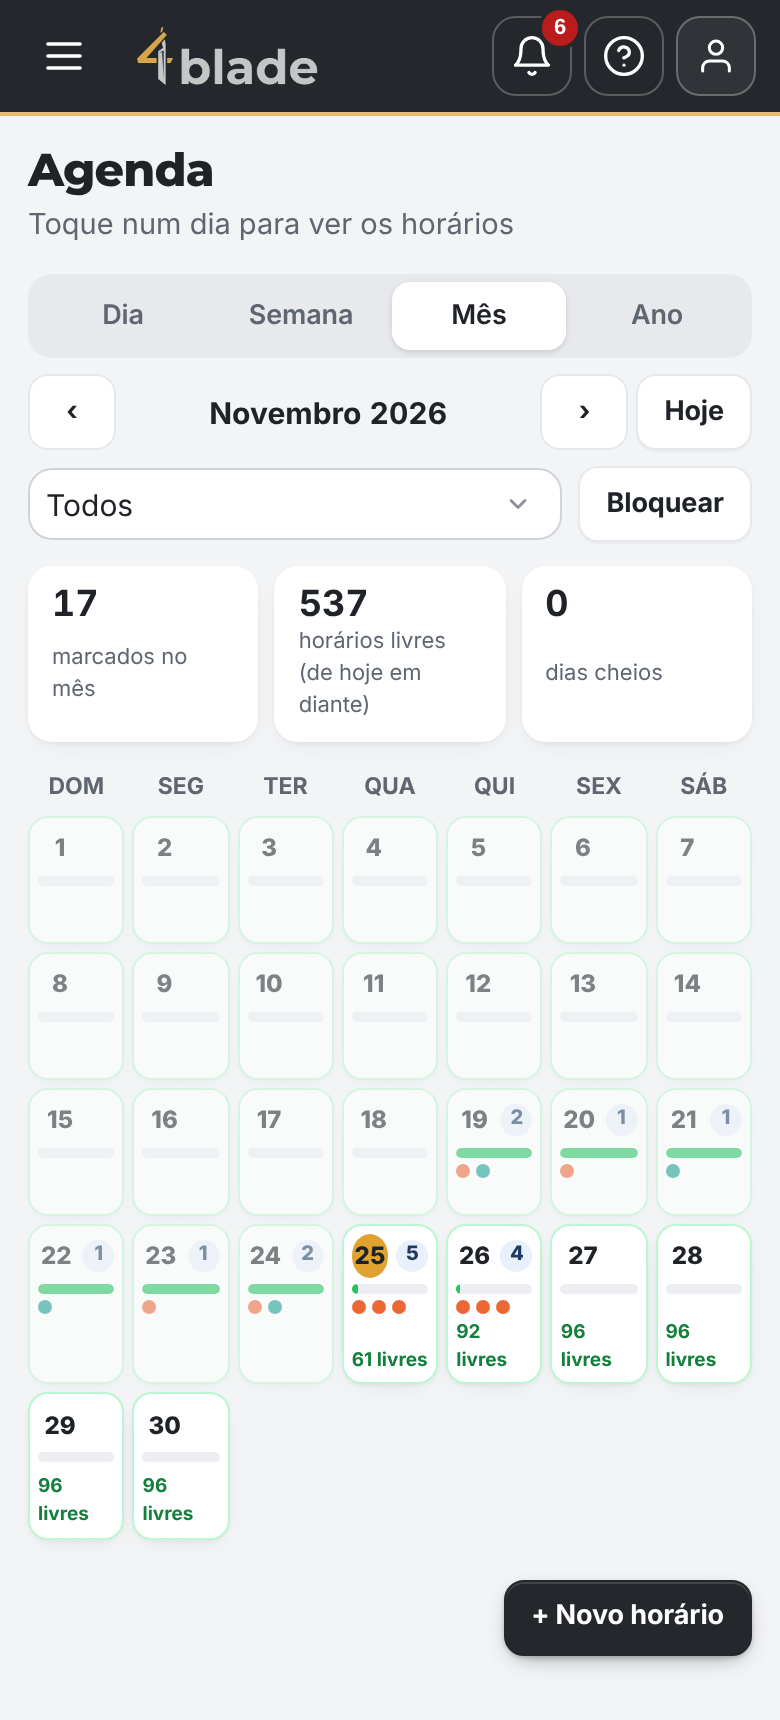 6
4blade
Agenda
Toque num dia para ver os horários
Dia Semana Mês Ano
‹ Novembro 2026 › Hoje
Todos Bloquear
17 537 0
marcados no mês
horários livres (de hoje em diante)
dias cheios
DOM SEG TER QUA QUI SEX SÁB
1 2 3 4 5 6 7
8 9 10 11 12 13 14
15 16 17 18 19 2 20 1 21 1
22 1 23 1 24 2 25 5 26 4 27 28
61 livres 92 livres 96 livres 96 livres
29 30
96 livres 96 livres
+ Novo horário